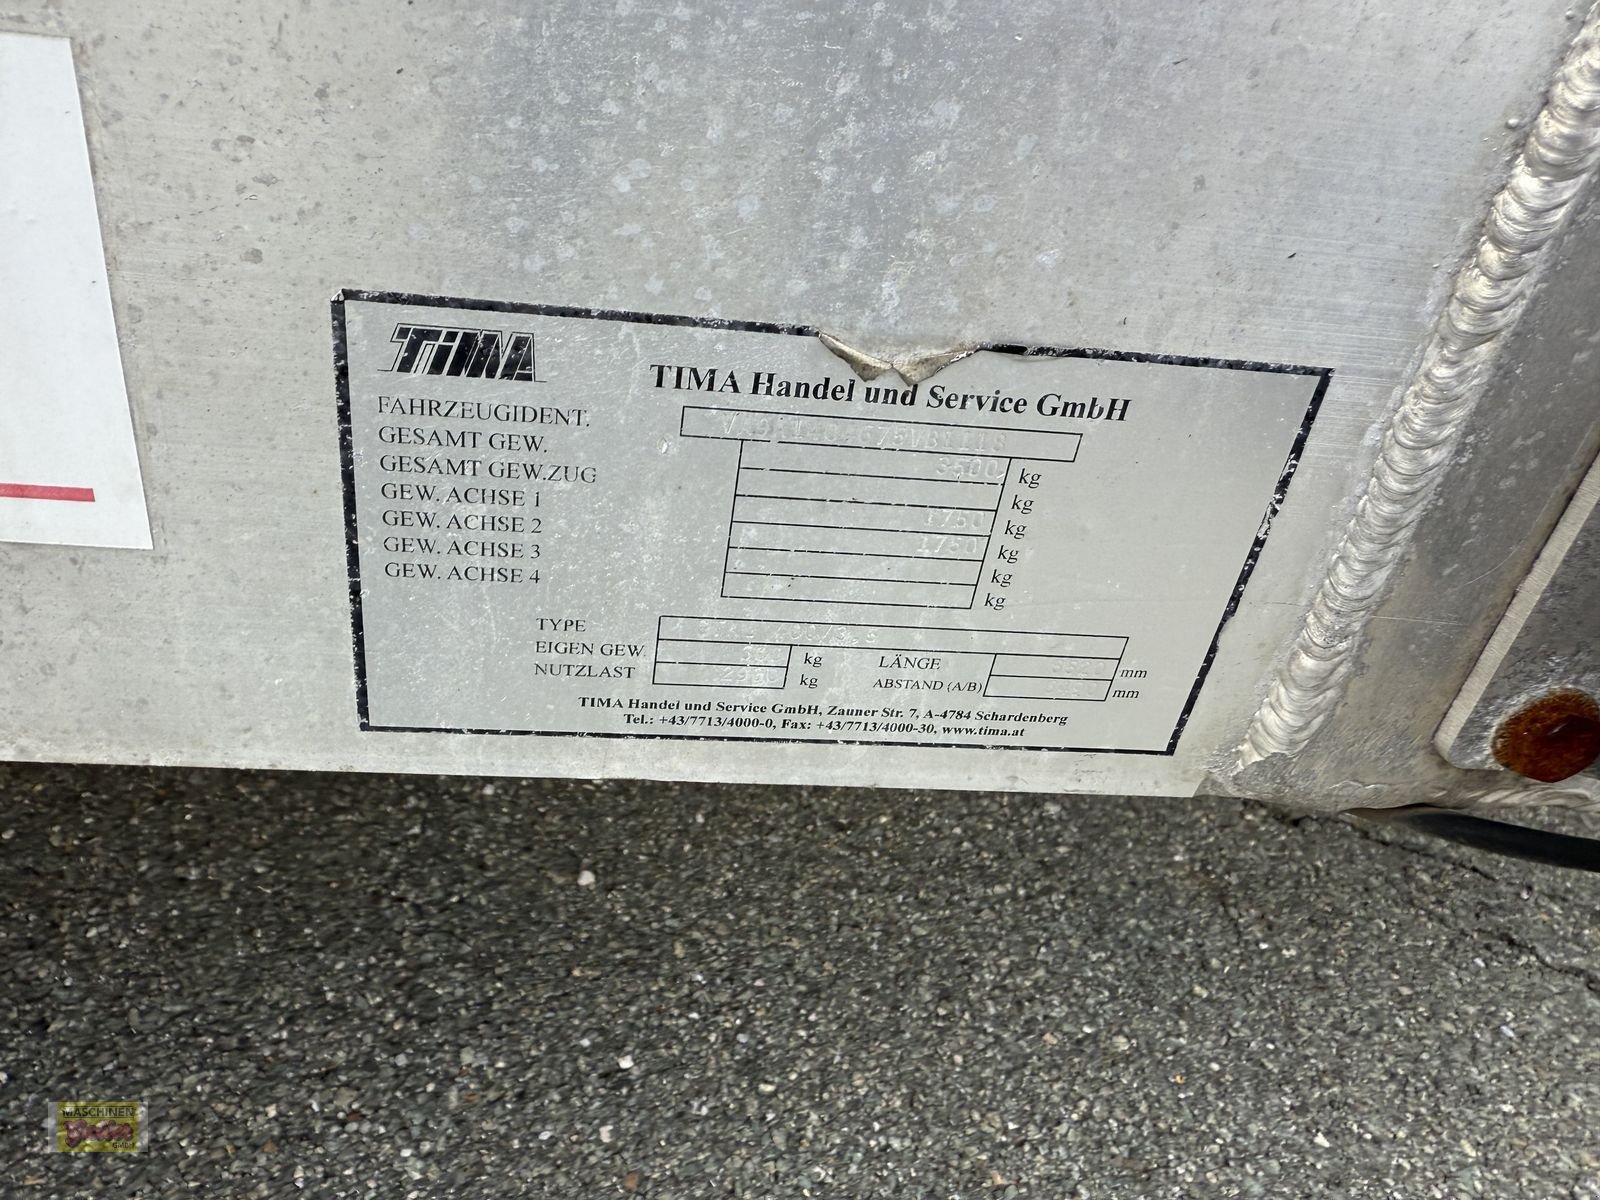 TIMA
TIMA Handel und Service GmbH
FAHRZEUGIDENT.
GESAMT GEW. 3500 kg
GESAMT GEW.ZUG kg
GEW. ACHSE 1 1750 kg
GEW. ACHSE 2 1750 kg
GEW. ACHSE 3 kg
GEW. ACHSE 4 kg
TYPE
EIGEN GEW. kg LÄNGE mm
NUTZLAST kg ABSTAND (A/B) mm
TIMA Handel und Service GmbH, Zauner Str. 7, A-4784 Schardenberg
Tel.: +43/7713/4000-0, Fax: +43/7713/4000-30, www.tima.at
MASCHINEN
GMBH